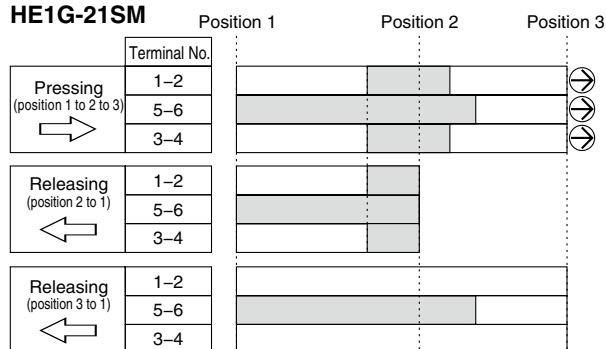 HE1G-21SM
Position 1 Position 2 Position 3
Terminal No.
Pressing
(position 1 to 2 to 3)
1–2
5–6
3–4
Releasing
(position 2 to 1)
1–2
5–6
3–4
Releasing
(position 3 to 1)
1–2
5–6
3–4